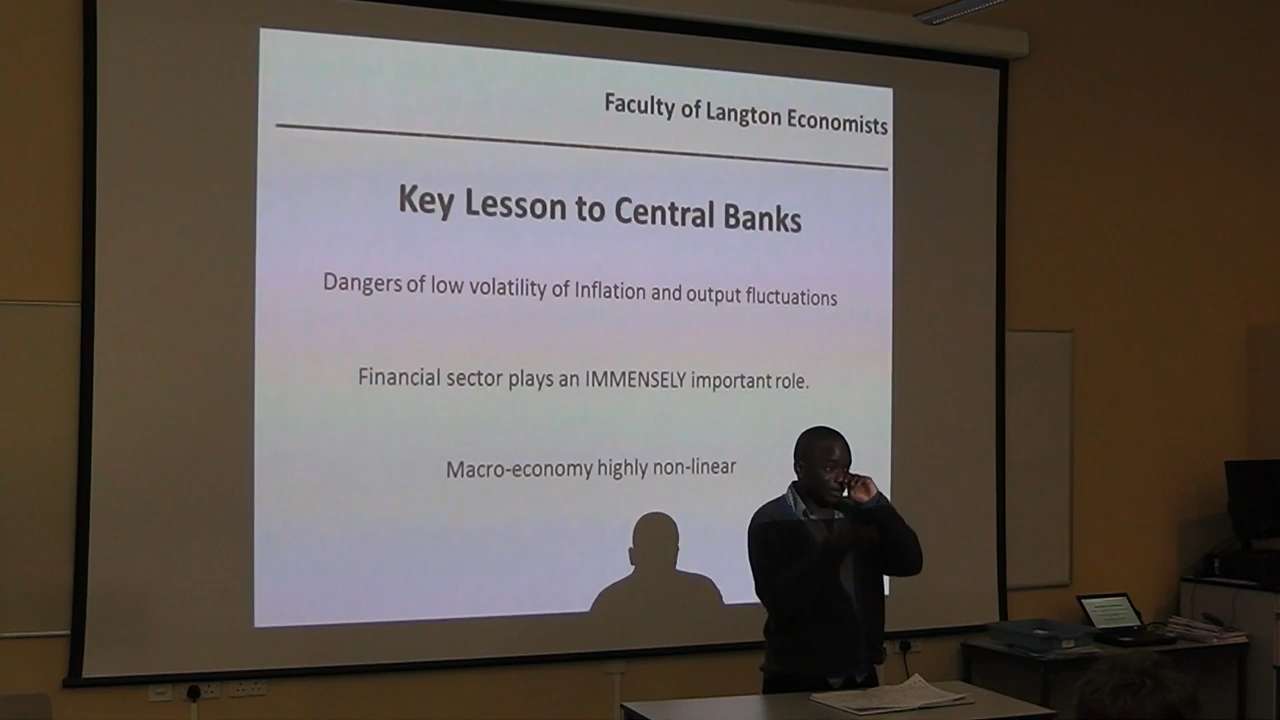 Faculty of Langton Economists
Key Lesson to Central Banks
Dangers of low volatility of Inflation and output fluctuations
Financial sector plays an IMMENSELY important role.
Macro-economy highly non-linear